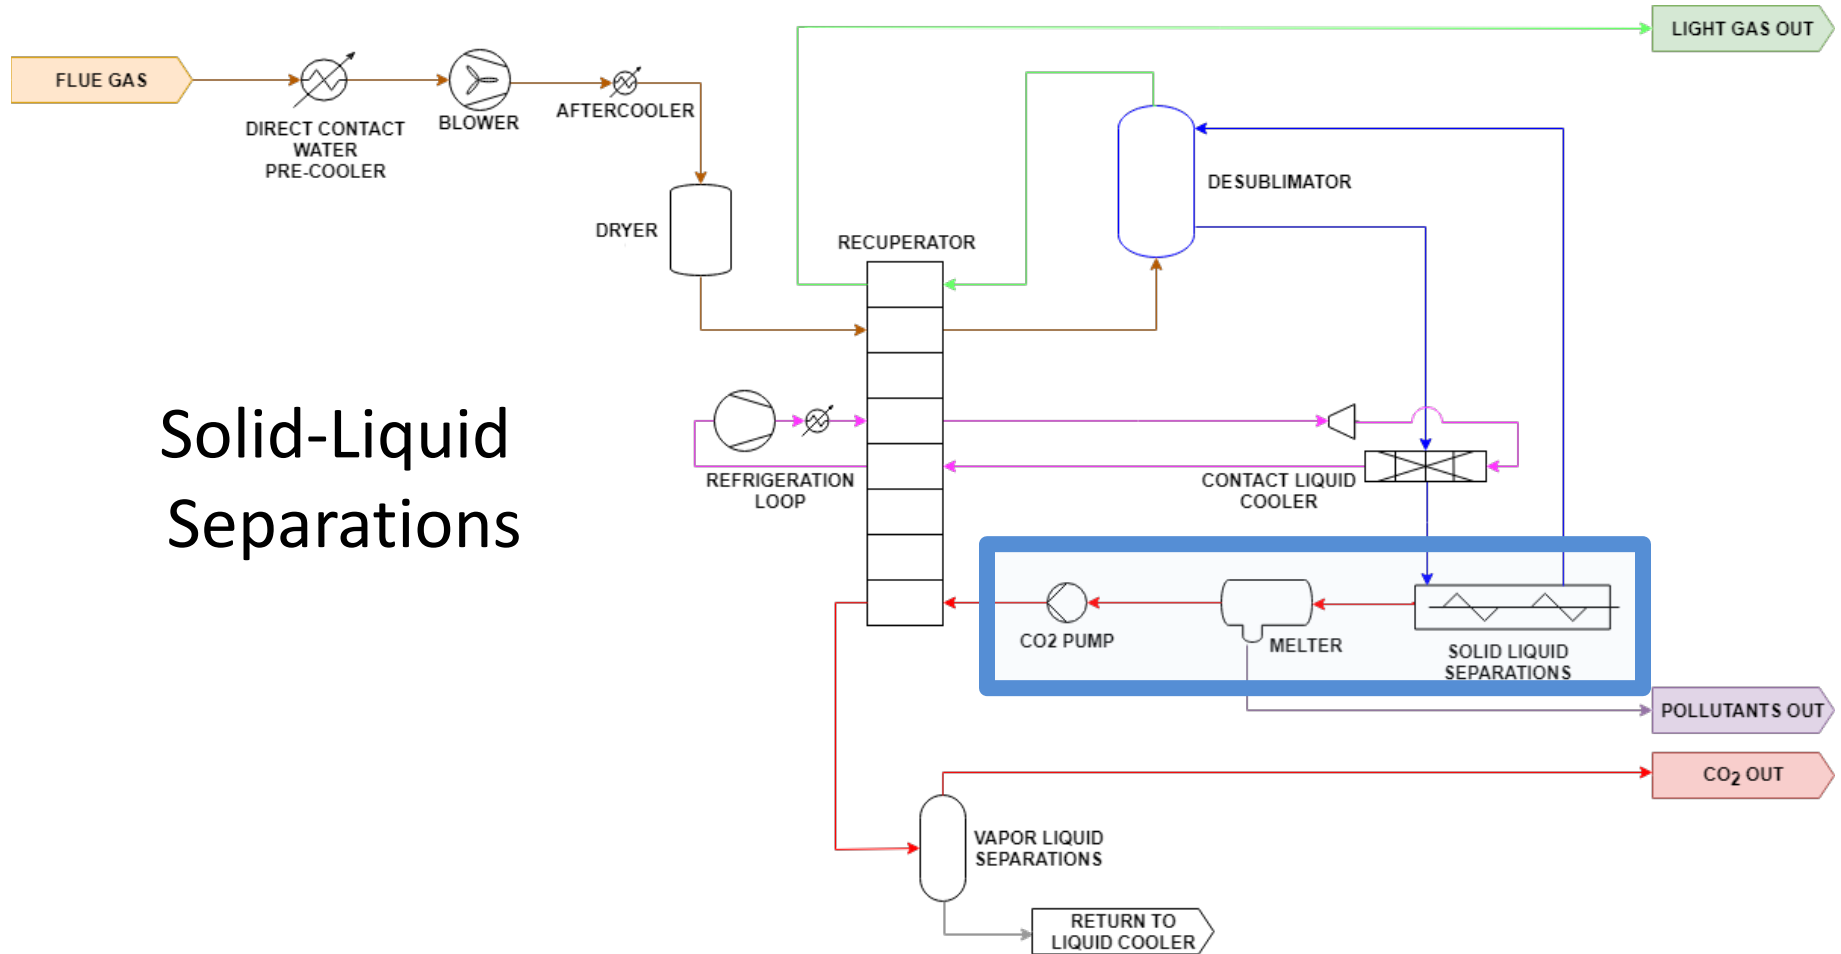 LIGHT GAS OUT
FLUE GAS
DIRECT CONTACT
WATER
PRE-COOLER
BLOWER
AFTERCOOLER
DESUBLIMATOR
DRYER
RECUPERATOR
Solid-Liquid
Separations
REFRIGERATION
LOOP
CONTACT LIQUID
COOLER
CO2 PUMP
MELTER
SOLID LIQUID
SEPARATIONS
POLLUTANTS OUT
CO2 OUT
VAPOR LIQUID
SEPARATIONS
RETURN TO
LIQUID COOLER